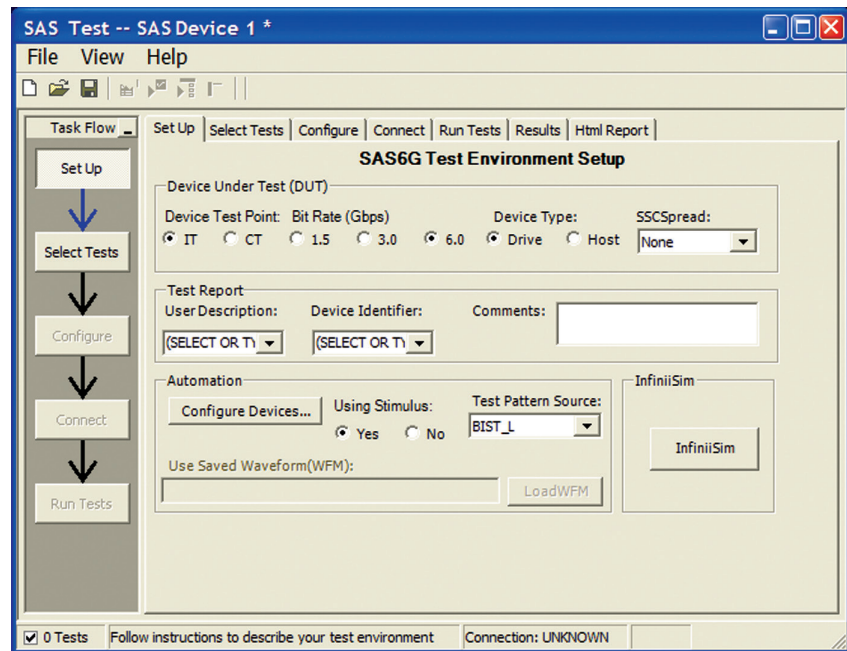 SAS Test -- SAS Device 1 *
File View Help
Task Flow
Set Up
Select Tests
Configure
Connect
Run Tests
Set Up Select Tests Configure Connect Run Tests Results Html Report
SAS6G Test Environment Setup
Device Under Test (DUT)
Device Test Point: Bit Rate (Gbps) Device Type: SSCSpread:
IT CT 1.5 3.0 6.0 Drive Host None
Test Report
User Description: Device Identifier: Comments:
(SELECT OR TY (SELECT OR TY
Automation
Configure Devices... Using Stimulus: Test Pattern Source:
Yes No BIST_L
Use Saved Waveform(WFM):
LoadWFM
InfiniiSim
InfiniiSim
0 Tests Follow instructions to describe your test environment Connection: UNKNOWN